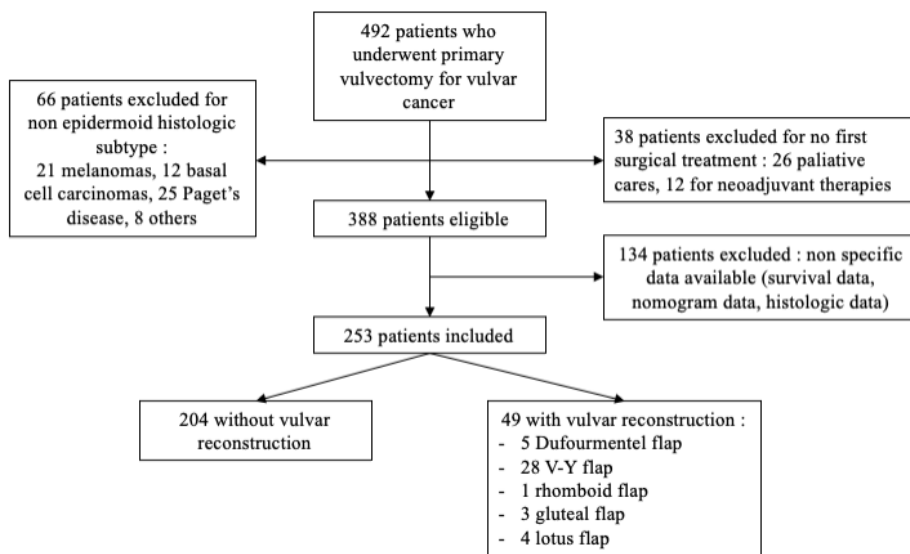 492 patients who
underwent primary
vulvectomy for vulvar
cancer
66 patients excluded for
non epidermoid histologic
subtype :
21 melanomas, 12 basal
cell carcinomas, 25 Paget's
disease, 8 others
38 patients excluded for no first
surgical treatment : 26 paliative
cares, 12 for neoadjuvant therapies
388 patients eligible
134 patients excluded : non specific
data available (survival data,
nomogram data, histologic data)
253 patients included
204 without vulvar
reconstruction
49 with vulvar reconstruction :
- 5 Dufourmentel flap
- 28 V-Y flap
- 1 rhomboid flap
- 3 gluteal flap
- 4 lotus flap